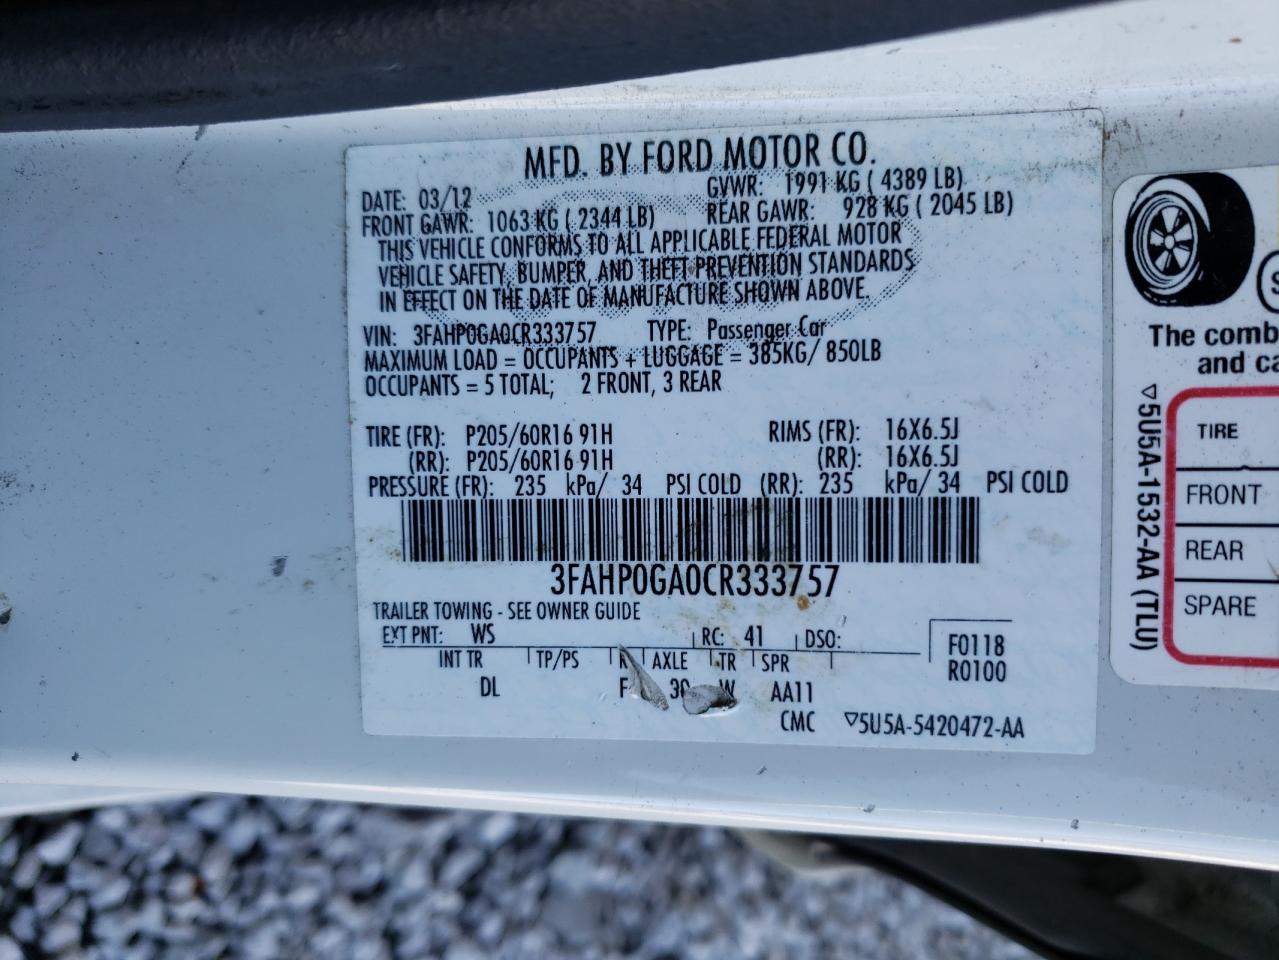 MFD. BY FORD MOTOR CO.
DATE: 03/12 GVWR: 1991 KG ( 4389 LB)
FRONT GAWR: 1063 KG ( 2344 LB) REAR GAWR: 928 KG ( 2045 LB)
THIS VEHICLE CONFORMS TO ALL APPLICABLE FEDERAL MOTOR
VEHICLE SAFETY, BUMPER, AND THEFT PREVENTION STANDARDS
IN EFFECT ON THE DATE OF MANUFACTURE SHOWN ABOVE.
VIN: 3FAHP0GA0CR333757 TYPE: Passenger Car
MAXIMUM LOAD = OCCUPANTS + LUGGAGE = 385KG/ 850LB
OCCUPANTS = 5 TOTAL; 2 FRONT, 3 REAR
TIRE (FR): P205/60R16 91H RIMS (FR): 16X6.5J
(RR): P205/60R16 91H (RR): 16X6.5J
PRESSURE (FR): 235 kPa/ 34 PSI COLD (RR): 235 kPa/ 34 PSI COLD
3FAHP0GA0CR333757
TRAILER TOWING - SEE OWNER GUIDE
EXT PNT: WS RC: 41 DSO:
F0118
R0100
INT TR TP/PS R AXLE TR SPR
DL F 30 W AA11
CMC 5U5A-5420472-AA
5U5A-1532-AA (TLU)
The comb
and ca
TIRE
FRONT
REAR
SPARE